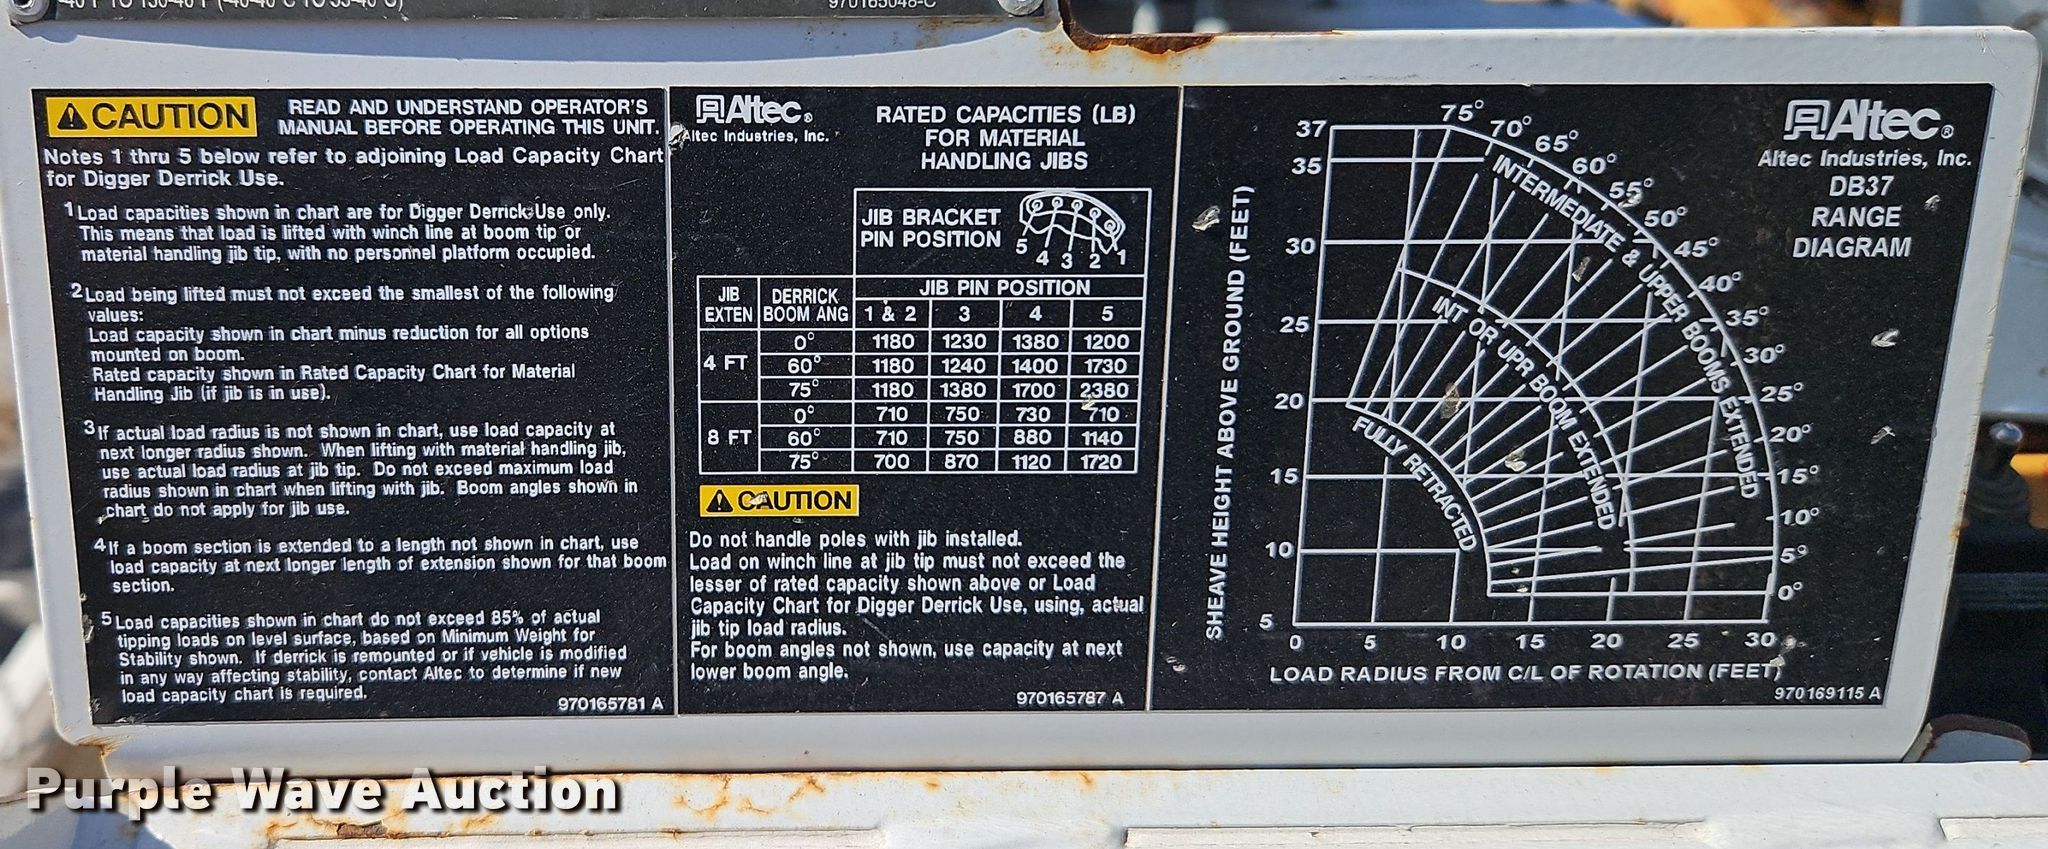 -40°F TO 130-40°F (-40-40°C TO 55-40°C)
970165048-C
CAUTION
READ AND UNDERSTAND OPERATOR'S
MANUAL BEFORE OPERATING THIS UNIT.
Notes 1 thru 5 below refer to adjoining Load Capacity Chart
for Digger Derrick Use.
1 Load capacities shown in chart are for Digger Derrick Use only.
This means that load is lifted with winch line at boom tip or
material handling jib tip, with no personnel platform occupied.
2 Load being lifted must not exceed the smallest of the following
values:
Load capacity shown in chart minus reduction for all options
mounted on boom.
Rated capacity shown in Rated Capacity Chart for Material
Handling Jib (if jib is in use).
3 If actual load radius is not shown in chart, use load capacity at
next longer radius shown. When lifting with material handling jib,
use actual load radius at jib tip. Do not exceed maximum load
radius shown in chart when lifting with jib. Boom angles shown in
chart do not apply for jib use.
4 If a boom section is extended to a length not shown in chart, use
load capacity at next longer length of extension shown for that boom
section.
5 Load capacities shown in chart do not exceed 85% of actual
tipping loads on level surface, based on Minimum Weight for
Stability shown. If derrick is remounted or if vehicle is modified
in any way affecting stability, contact Altec to determine if new
load capacity chart is required.
970165781 A
Altec®
Altec Industries, Inc.
RATED CAPACITIES (LB)
FOR MATERIAL
HANDLING JIBS
JIB BRACKET
PIN POSITION
5 4 3 2 1
JIB EXTEN DERRICK BOOM ANG JIB PIN POSITION
1 & 2 3 4 5
4 FT 0° 1180 1230 1380 1200
60° 1180 1240 1400 1730
75° 1180 1380 1700 2380
8 FT 0° 710 750 730 710
60° 710 750 880 1140
75° 700 870 1120 1720
CAUTION
Do not handle poles with jib installed.
Load on winch line at jib tip must not exceed the
lesser of rated capacity shown above or Load
Capacity Chart for Digger Derrick Use, using, actual
jib tip load radius.
For boom angles not shown, use capacity at next
lower boom angle.
970165787 A
Altec®
Altec Industries, Inc.
DB37
RANGE
DIAGRAM
SHEAVE HEIGHT ABOVE GROUND (FEET)
37
35
30
25
20
15
10
5
75° 70° 65° 60° 55° 50° 45° 40° 35° 30° 25° 20° 15° 10° 5° 0°
INTERMEDIATE & UPPER BOOMS EXTENDED
INT OR UPR BOOM EXTENDED
FULLY RETRACTED
0 5 10 15 20 25 30
LOAD RADIUS FROM C/L OF ROTATION (FEET)
970169115 A
Purple Wave Auction